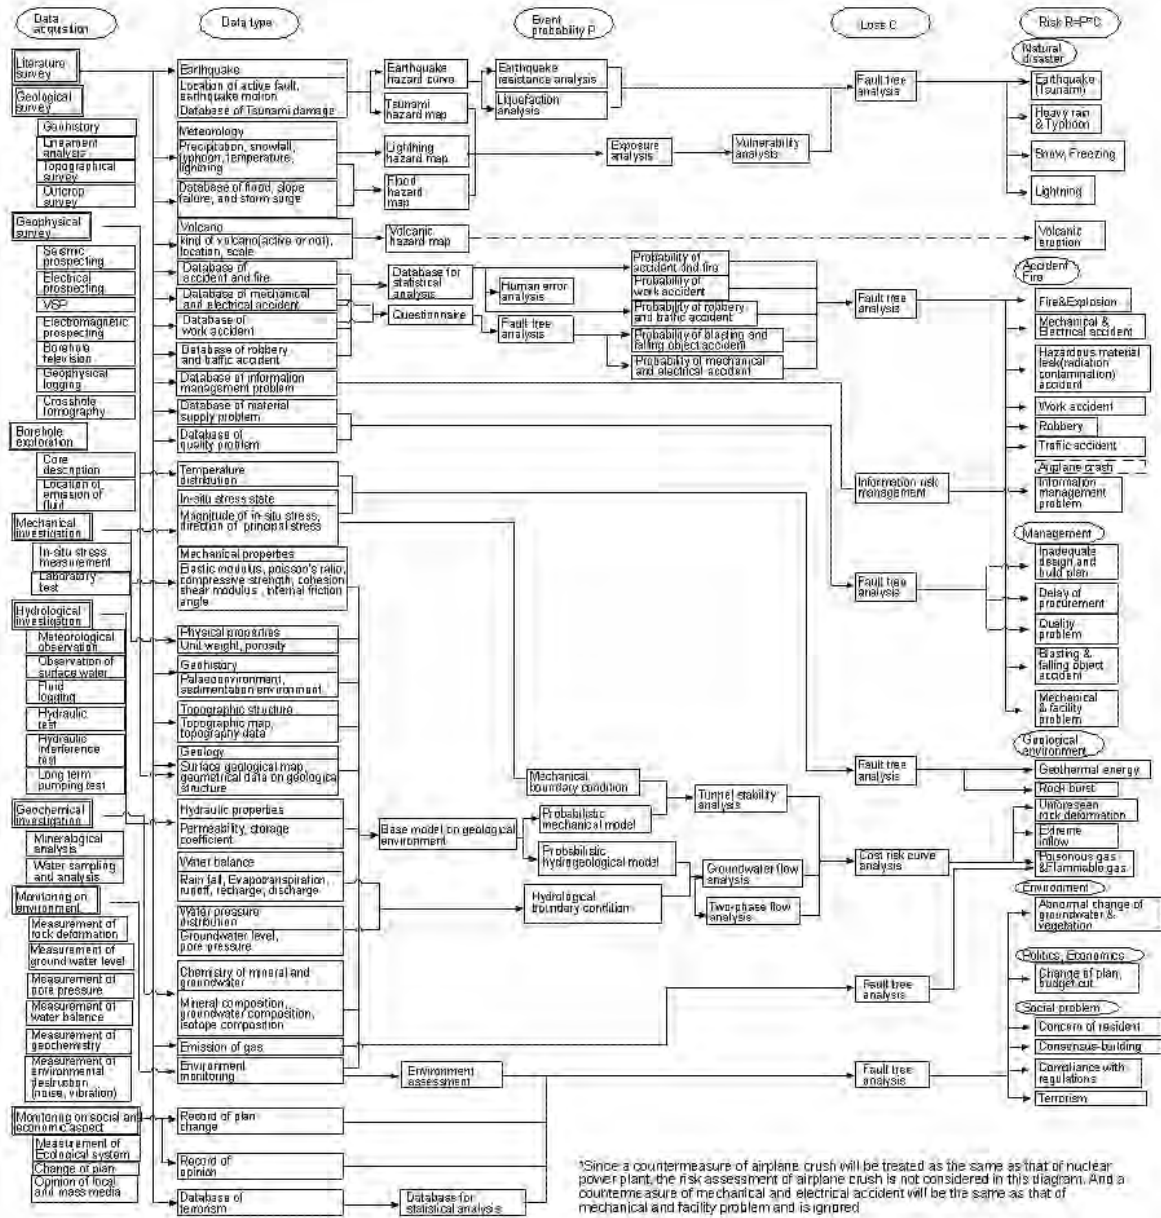 Data
acquistion
Data type
Event
probability P
Loss C
Risk R=P*C
Literature
survey
Geological
survey
Geohistory
Lineament
analysis
Topographical
survey
Outcrop
survey
Geophysical
survey
Seismic
prospecting
Electrical
prospecting
VSP
Electromagnetic
prospecting
Borehole
television
Geophysical
logging
Crosshole
tomography
Borehole
exploration
Core
description
Location of
emission of
fluid
Mechanical
investigation
In-situ stress
measurement
Laboratory
test
Hydrological
investigation
Meteorological
observation
Observation of
surface water
Fluid
logging
Hydraulic
test
Hydraulic
interference
test
Long term
pumping test
Geochemical
investigation
Mineralogical
analysis
Water sampling
and analysis
Monitoring on
environment
Measurement of
rock deformation
Measurement of
ground water level
Measurement of
pore pressure
Measurement of
water balance
Measurement of
geochemistry
Measurement of
environmental
destruction
(noise, vibration)
Monitoring on social and
economic aspect
Measurement of
Ecological system
Change of plan
Opinion of local
and mass media
Earthquake
Location of active fault,
earthquake motion
Database of Tsunami damage
Meteorology
Precipitation, snowfall,
typhoon, temperature,
lightning
Database of flood, slope
failure, and storm surge
Volcano
kind of volcano(active or not),
location, scale
Database of
accident and fire
Database of mechanical
and electrical accident
Database of
work accident
Database of robbery
and traffic accident
Database of information
management problem
Database of material
supply problem
Database of
quality problem
Temperature
distribution
In-situ stress state
Magnitude of in-situ stress,
direction of principal stress
Mechanical properties
Elastic modulus, poisson's ratio,
compressive strength, cohesion
shear modulus , internal friction
angle
Physical properties
Unit weight, porosity
Geohistory
Palaeoenvironment,
sedimentation environment
Topographic structure
Topographic map,
topography data
Geology
Surface geological map,
geometrical data on geological
structure
Hydraulic properties
Permeability, storage
coefficient
Water balance
Rain fall, Evapotranspiration,
runoff, recharge, discharge
Water pressure
distribution
Groundwater level,
pore pressure
Chemistry of mineral and
groundwater
Mineral composition,
groundwater composition,
isotope composition
Emission of gas
Environment
monitoring
Record of plan
change
Record of
opinion
Database of
terrorism
Earthquake
hazard curve
Tsunami
hazard map
Lightning
hazard map
Flood
hazard
map
Volcanic
hazard map
Database for
statistical analysis
Questionnaire
Base model on geological
environment
Environment
assessment
Database for
statistical analysis
Earthquake
resistance analysis
Liquefaction
analysis
Exposure
analysis
Vulnerability
analysis
Human error
analysis
Fault tree
analysis
Probability of
accident and fire
Probability of
work accident
Probability of robbery
and traffic accident
Probability of blasting and
falling object accident
Probability of mechanical
and electrical accident
Mechanical
boundary condition
Probabilistic
mechanical model
Probabilistic
hydrogeological model
Hydrological
boundary condition
Tunnel stability
analysis
Groundwater flow
analysis
Two-phase flow
analysis
Fault tree
analysis
Fault tree
analysis
Information risk
management
Fault tree
analysis
Fault tree
analysis
Cost risk curve analysis
Fault tree
analysis
Fault tree
analysis
Natural
disaster
Earthquake
(Tsunami)
Heavy rain
& Typhoon
Snow, Freezing
Lightning
Volcanic
eruption
Accident
Fire
Fire&Explosion
Mechanical &
Electrical accident
Hazardous material
leak(radiation
contamination)
accident
Work accident
Robbery
Traffic accident
Airplane crash
Information
management
problem
Management
Inadequate
design and
build plan
Delay of
procurement
Quality
problem
Blasting &
falling object
accident
Mechanical
& facility
problem
Geological
environment
Geothermal energy
Rock burst
Unforeseen
rock deformation
Extreme
inflow
Poisonous gas
&Flammable gas
Environment
Abnormal change of
groundwater &
vegetation
Politics, Economics
Change of plan,
budget cut
Social problem
Concern of resident
Consensus-building
Compliance with
regulations
Terrorism
*Since a countermeasure of airplane crush will be treated as the same as that of nuclear
power plant, the risk assessment of airplane crush is not considered in this diagram. And a
countermeasure of mechanical and electrical accident will be the same as that of
mechanical and facility problem and is ignored